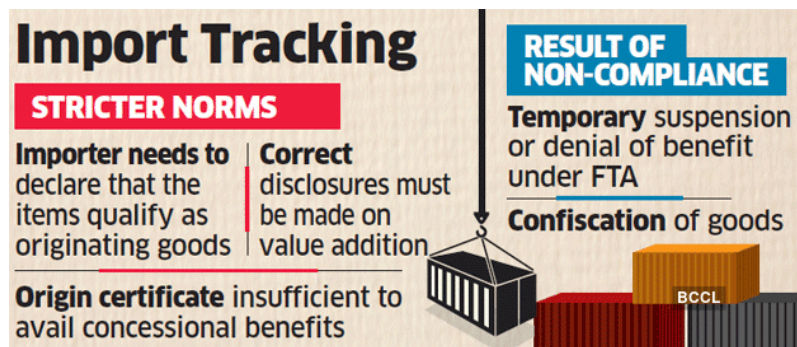 Import Tracking
STRICTER NORMS
Importer needs to
declare that the
items qualify as
originating goods
Correct
disclosures must
be made on
value addition
Origin certificate insufficient to
avail concessional benefits
RESULT OF
NON-COMPLIANCE
Temporary suspension
or denial of benefit
under FTA
Confiscation of goods
BCCL